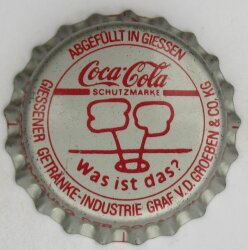 ABGEFÜLLT IN GIESSEN
Coca-Cola
SCHUTZMARKE
Was ist das?
GIESSENER GETRÄNKE-INDUSTRIE GRAF V.D. GROEBEN & CO. KG